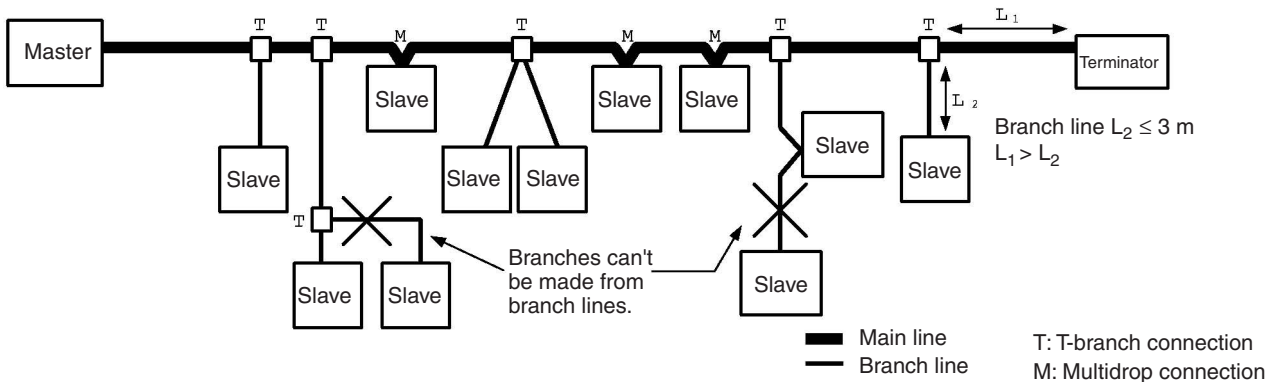 T T M T M M T T L₁
Master
Terminator
Slave Slave Slave
L₂
Branch line L₂ ≤ 3 m
L₁ > L₂
Slave
Slave Slave Slave Slave
T
Branches can't
be made from
branch lines.
Slave Slave Slave
Main line
Branch line
T: T-branch connection
M: Multidrop connection